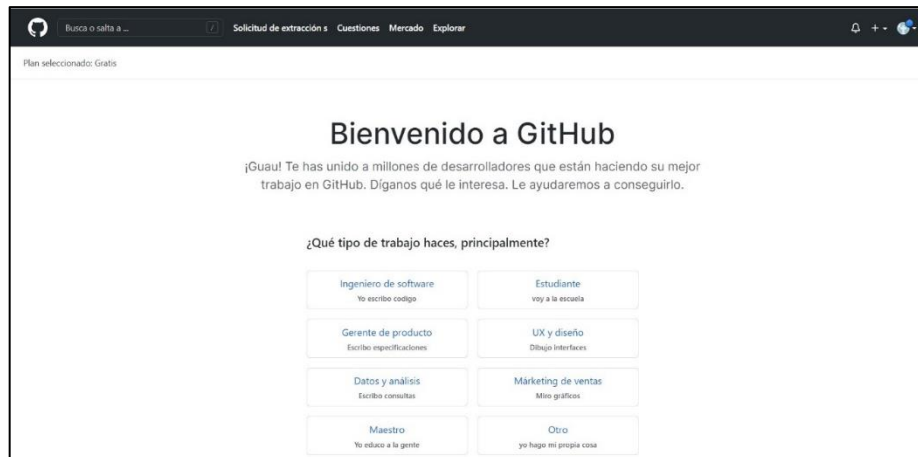 Busca o salta a ... / Solicitud de extracción s Cuestiones Mercado Explorar
Plan seleccionado: Gratis
Bienvenido a GitHub
¡Guau! Te has unido a millones de desarrolladores que están haciendo su mejor
trabajo en GitHub. Díganos qué le interesa. Le ayudaremos a conseguirlo.
¿Qué tipo de trabajo haces, principalmente?
Ingeniero de software
Yo escribo codigo
Estudiante
voy a la escuela
Gerente de producto
Escribo especificaciones
UX y diseño
Dibujo interfaces
Datos y análisis
Escribo consultas
Márketing de ventas
Miro gráficos
Maestro
Yo educo a la gente
Otro
yo hago mi propia cosa